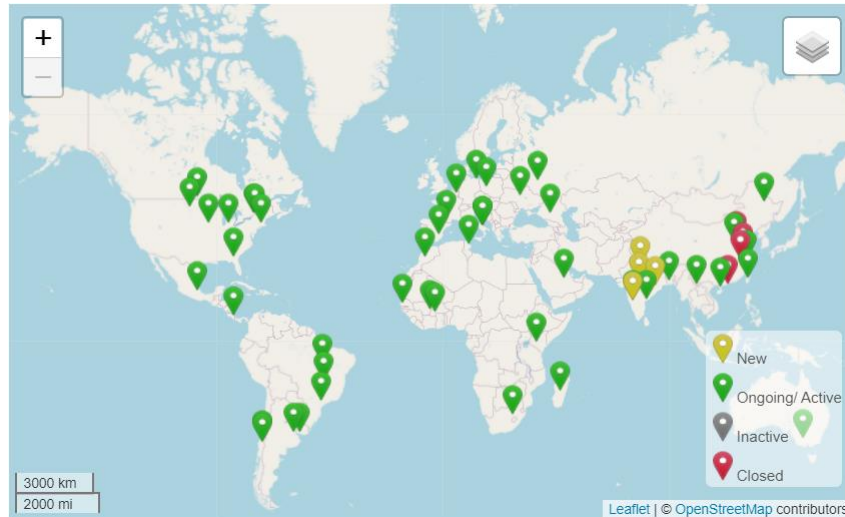 +
−
New
Ongoing/ Active
Inactive
Closed
3000 km
2000 mi
Leaflet | © OpenStreetMap contributors